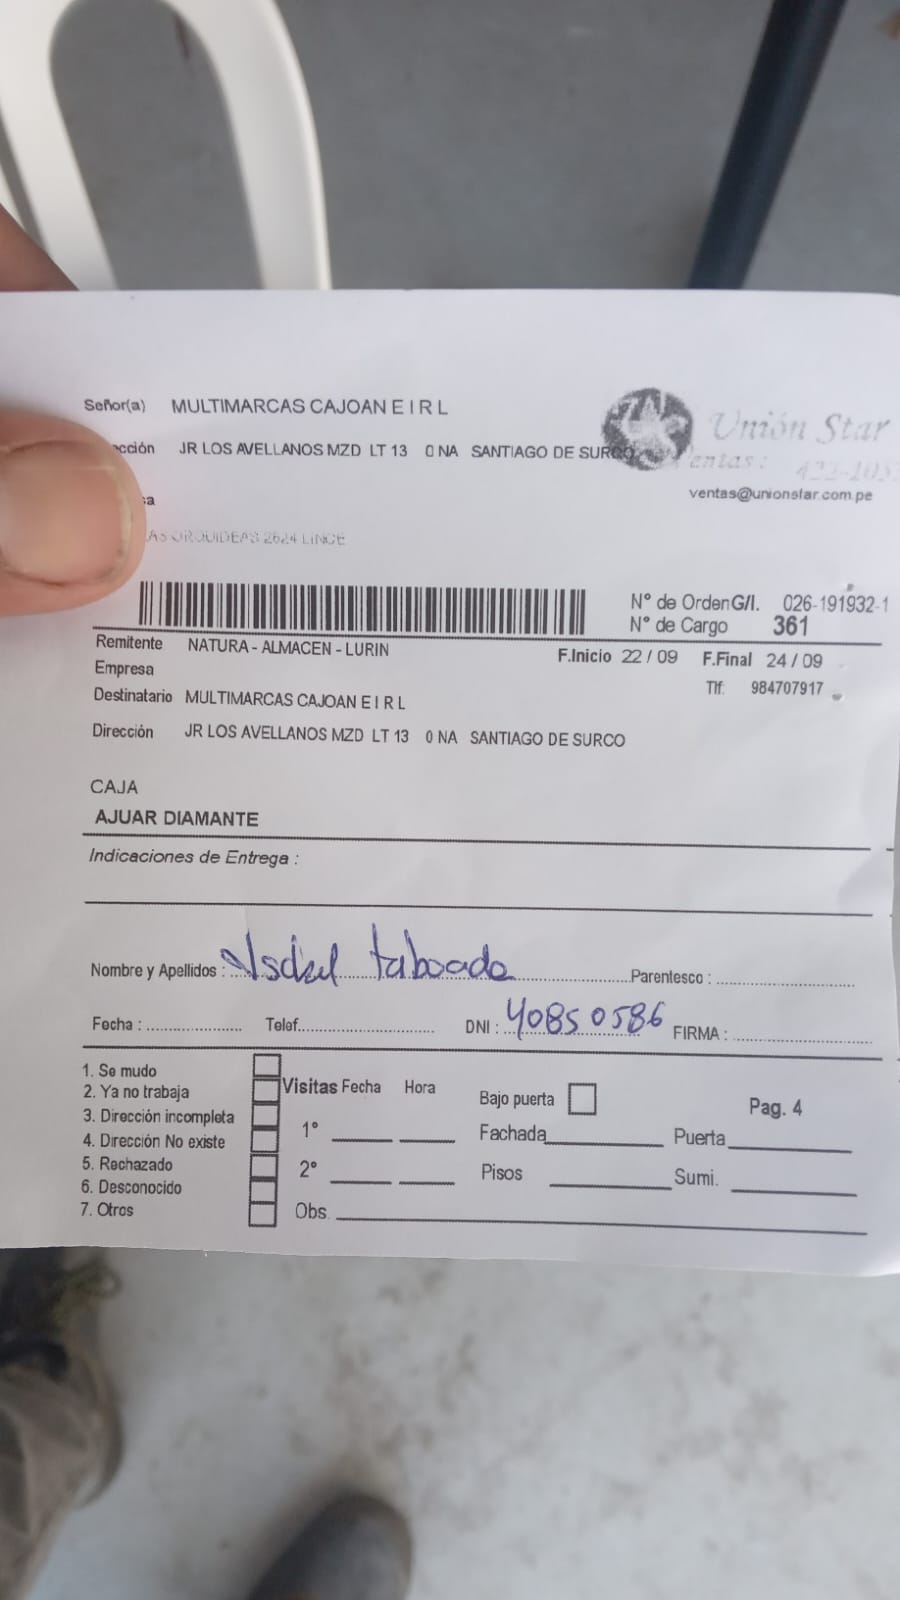 Señor(a) MULTIMARCAS CAJOAN E I R L
cción JR LOS AVELLANOS MZD LT 13 0 NA SANTIAGO DE SURCO
Unión Star
entas: 422-105
ventas@unionstar.com.pe
a
AS ORQUIDEAS 2624 LINCE
N° de Orden G/I. 026-191932-1
N° de Cargo 361
Remitente NATURA - ALMACEN - LURIN
F.Inicio 22 / 09 F.Final 24 / 09
Empresa
Tlf: 984707917
Destinatario MULTIMARCAS CAJOAN E I R L
Dirección JR LOS AVELLANOS MZD LT 13 0 NA SANTIAGO DE SURCO
CAJA
AJUAR DIAMANTE
Indicaciones de Entrega :
Nombre y Apellidos : taboada Parentesco :
Fecha : Telef. DNI : 40850586 FIRMA :
1. Se mudo
2. Ya no trabaja
3. Dirección incompleta
4. Dirección No existe
5. Rechazado
6. Desconocido
7. Otros
Visitas Fecha Hora
1°
2°
Obs.
Bajo puerta
Fachada
Pisos
Pag. 4
Puerta
Sumi.